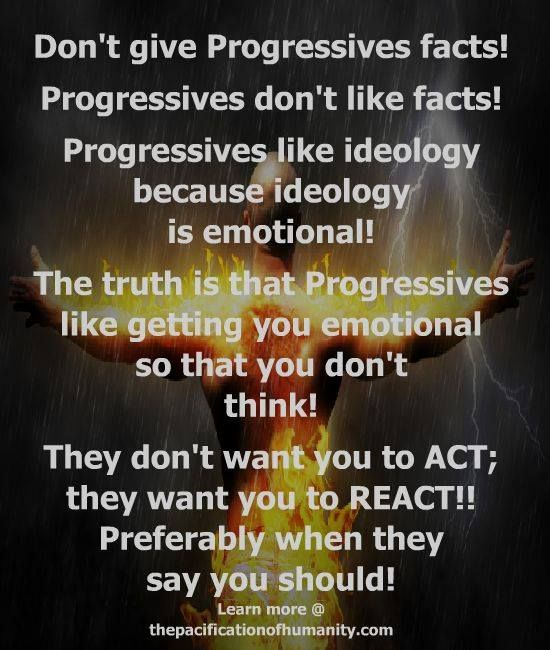 Don't give Progressives facts!
Progressives don't like facts!
Progressives like ideology
because ideology
is emotional!
The truth is that Progressives
like getting you emotional
so that you don't
think!
They don't want you to ACT;
they want you to REACT!!
Preferably when they
say you should!
Learn more @
thepacificationofhumanity.com